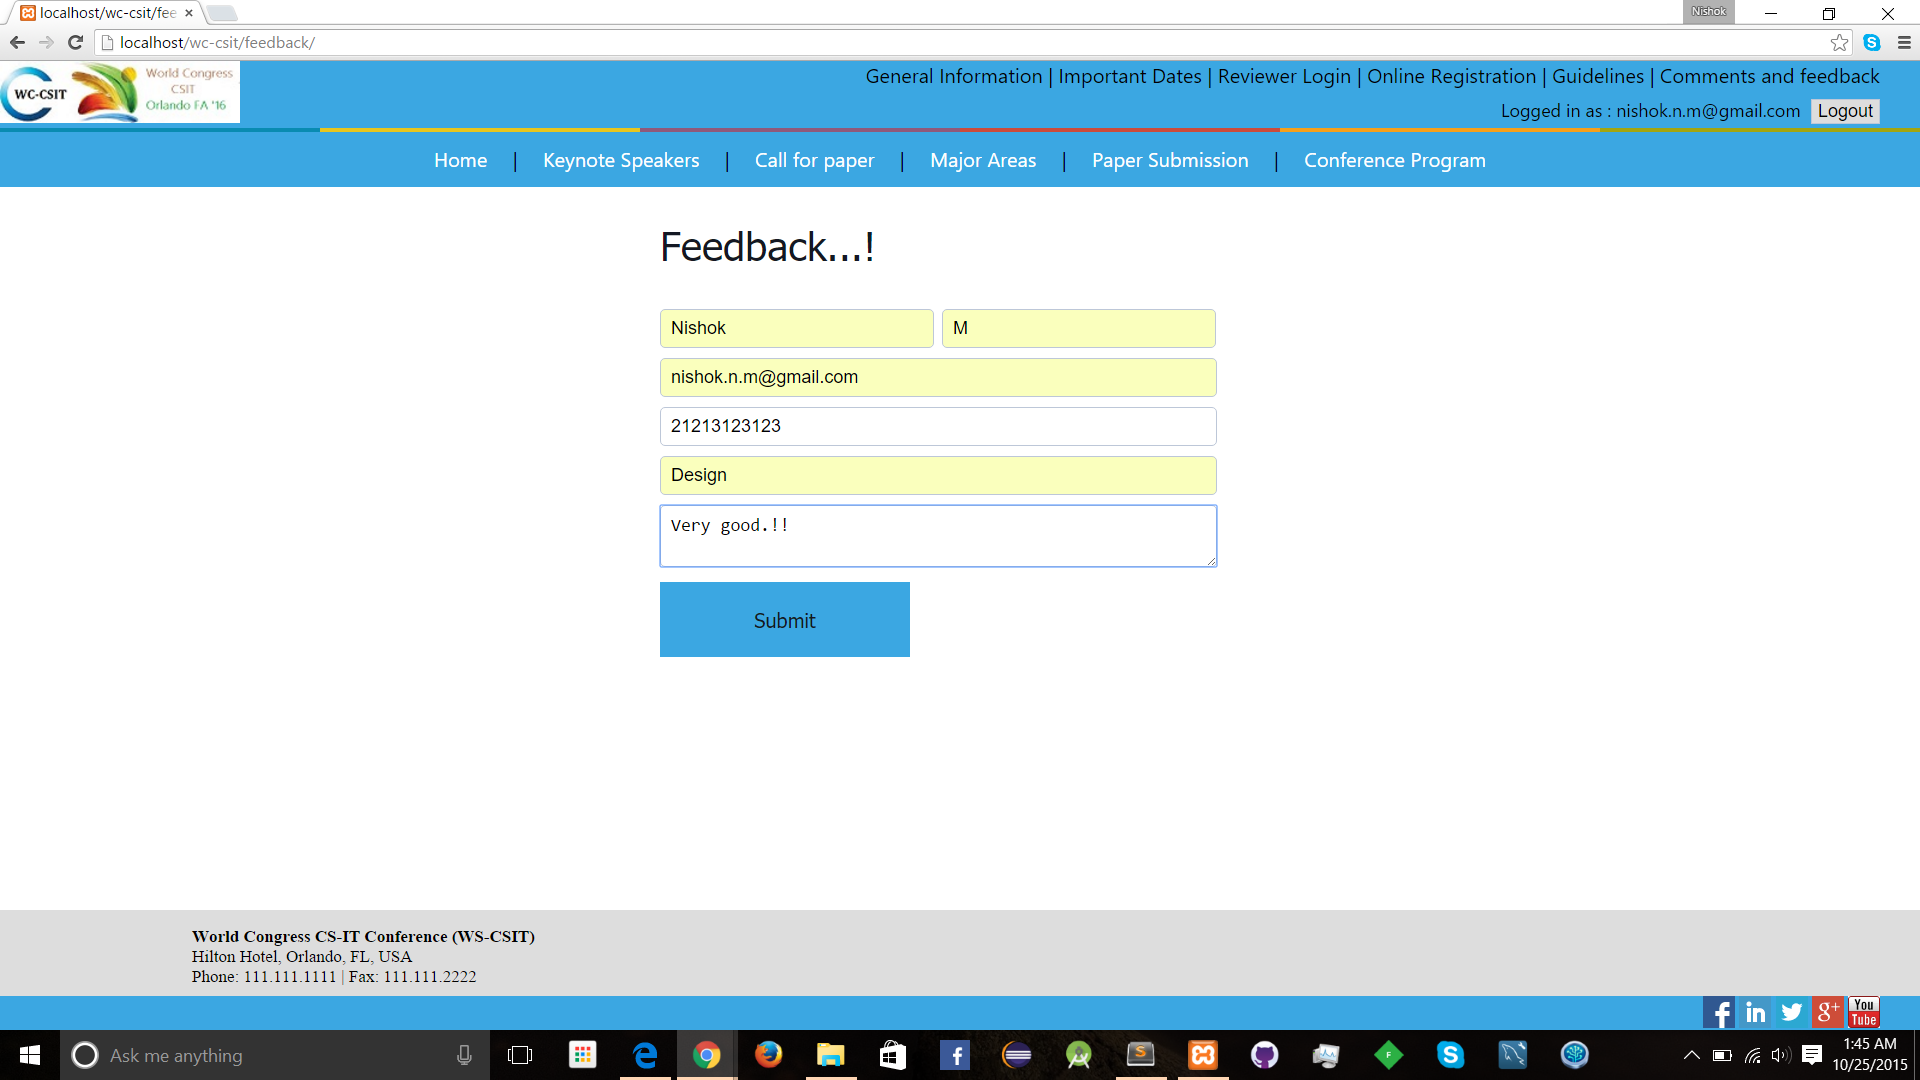 localhost/wc-csit/fee
Nishok
localhost/wc-csit/feedback/
WC-CSIT
World Congress
CSIT
Orlando FA '16
General Information | Important Dates | Reviewer Login | Online Registration | Guidelines | Comments and feedback
Logged in as : nishok.n.m@gmail.com Logout
Home | Keynote Speakers | Call for paper | Major Areas | Paper Submission | Conference Program
Feedback...!
Nishok M
nishok.n.m@gmail.com
21213123123
Design
Very good.!!
Submit
World Congress CS-IT Conference (WS-CSIT)
Hilton Hotel, Orlando, FL, USA
Phone: 111.111.1111 | Fax: 111.111.2222
You
Tube
Ask me anything
1:45 AM
10/25/2015